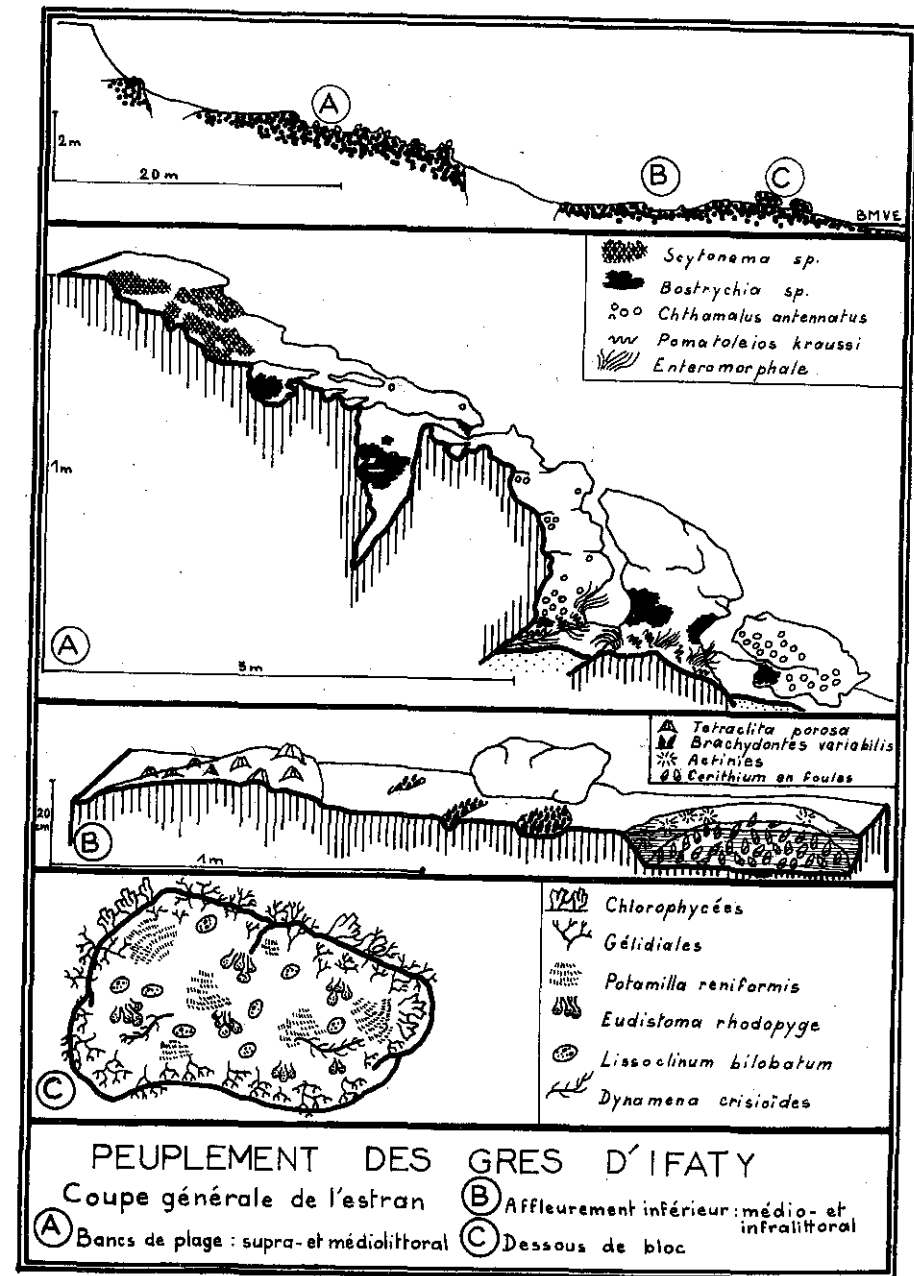 A
2m
20 m
B
C
BMVE
Scytonema sp.
Bostrychia sp.
Chthamalus antennatus
Pomatoleios kraussi
Enteromorphale
1m
A
3m
Tetraclita porosa
Brachydontes variabilis
Actinies
Cerithium en foules
20 cm
B
1m
Chlorophycées
Gélidiales
Potamilla reniformis
Eudistoma rhodopyge
Lissoclinum bilobatum
Dynamena crisioïdes
C
PEUPLEMENT DES GRES D'IFATY
Coupe générale de l'estran
A Bancs de plage : supra-et médiolittoral
B Affleurement inférieur : médio- et
infralittoral
C Dessous de bloc